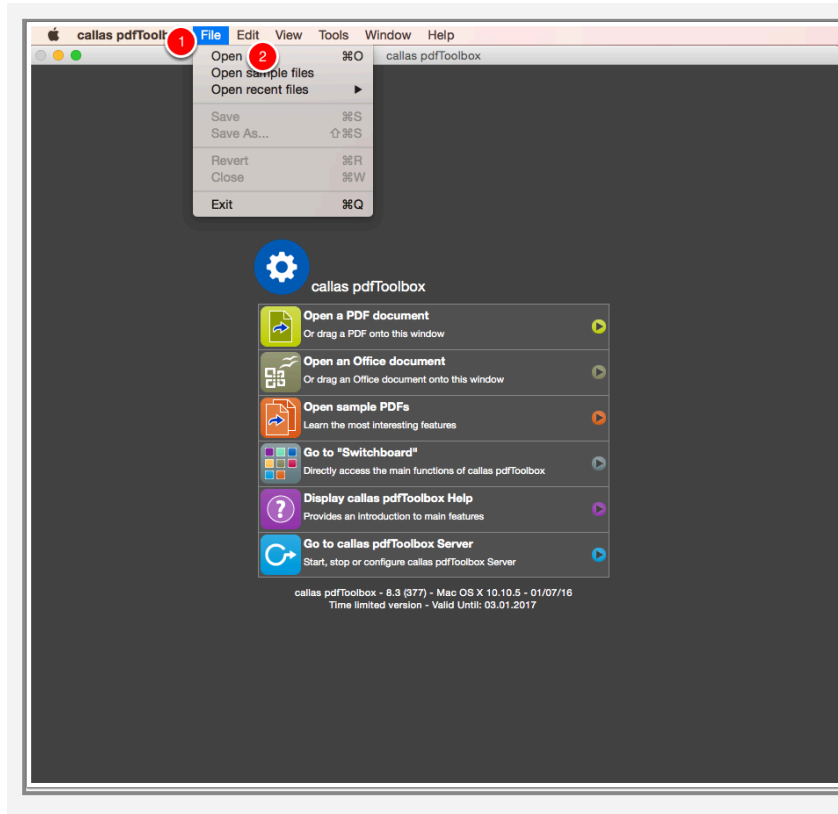 callas pdfToolb File Edit View Tools Window Help
1
callas pdfToolbox
Open ⌘O
2
Open sample files
Open recent files ▶
Save ⌘S
Save As... ⇧⌘S
Revert ⌘R
Close ⌘W
Exit ⌘Q
callas pdfToolbox
Open a PDF document
Or drag a PDF onto this window
Open an Office document
Or drag an Office document onto this window
Open sample PDFs
Learn the most interesting features
Go to "Switchboard"
Directly access the main functions of callas pdfToolbox
Display callas pdfToolbox Help
Provides an introduction to main features
Go to callas pdfToolbox Server
Start, stop or configure callas pdfToolbox Server
callas pdfToolbox - 8.3 (377) - Mac OS X 10.10.5 - 01/07/16
Time limited version - Valid Until: 03.01.2017